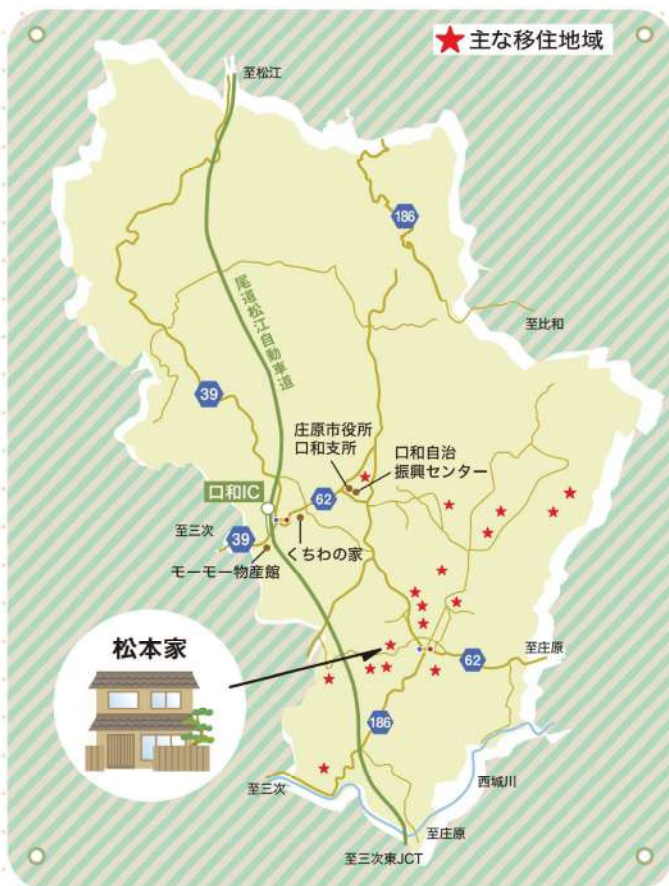 ★主な移住地域
至松江
186
至比和
尾道松江自動車道
39
庄原市役所
口和支所
口和自治
振興センター
口和IC
62
至三次
39
くちわの家
モーモー物産館
松本家
至庄原
62
186
西城川
至三次
至庄原
至三次東JCT